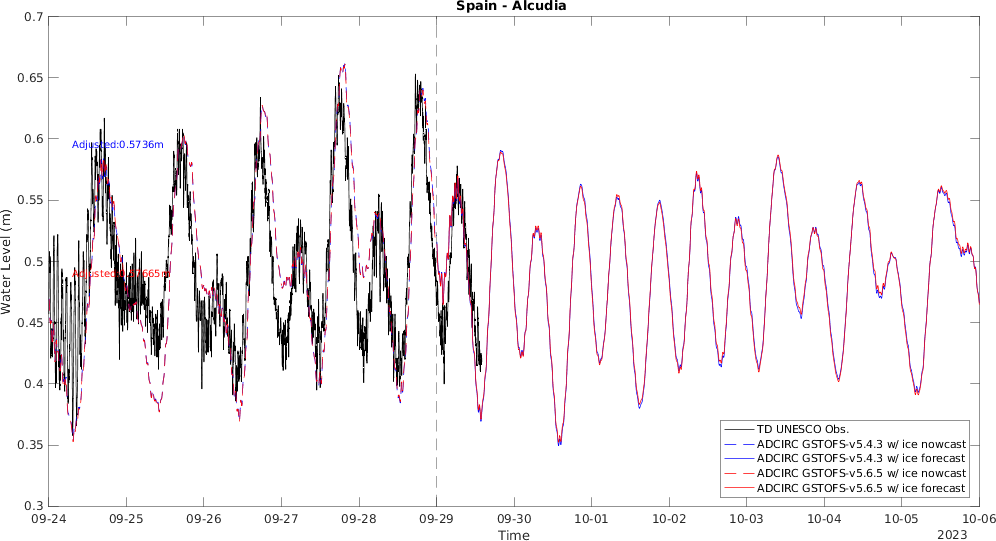 Spain - Alcudia
Water Level (m)
0.7
0.65
0.6
0.55
0.5
0.45
0.4
0.35
0.3
Adjusted:0.5736m
09-24
09-25
09-26
09-27
09-28
09-29
09-30
10-01
10-02
10-03
10-04
10-05
10-06
Time
2023
TD UNESCO Obs.
ADCIRC GSTOFS-v5.4.3 w/ ice nowcast
ADCIRC GSTOFS-v5.4.3 w/ ice forecast
ADCIRC GSTOFS-v5.6.5 w/ ice nowcast
ADCIRC GSTOFS-v5.6.5 w/ ice forecast